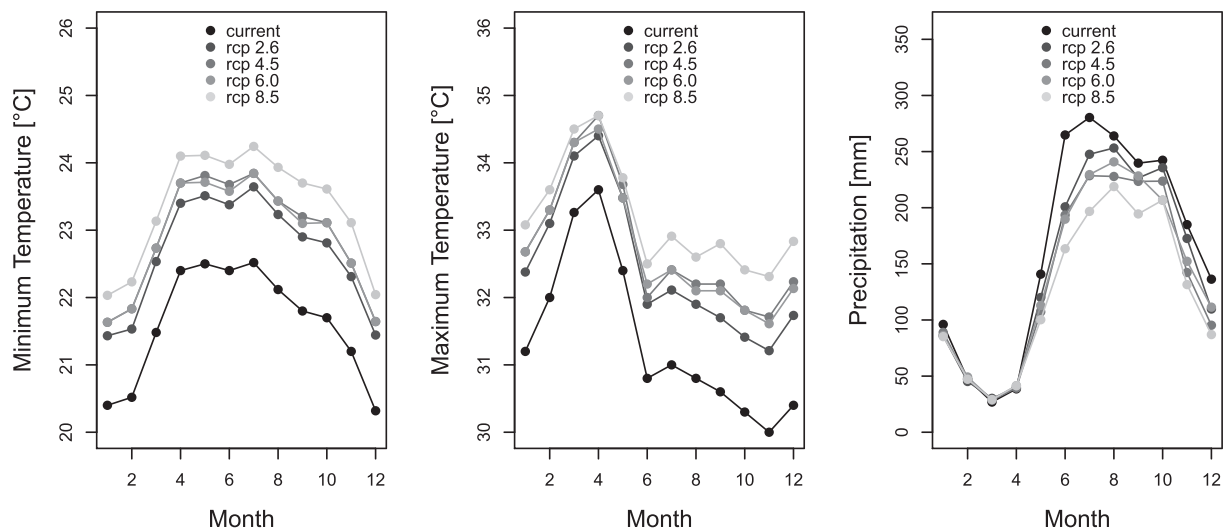 Minimum Temperature [°C]
26
25
24
23
22
21
20
current
rcp 2.6
rcp 4.5
rcp 6.0
rcp 8.5
2 4 6 8 10 12
Month
Maximum Temperature [°C]
36
35
34
33
32
31
30
current
rcp 2.6
rcp 4.5
rcp 6.0
rcp 8.5
2 4 6 8 10 12
Month
Precipitation [mm]
350
300
250
200
150
100
50
0
current
rcp 2.6
rcp 4.5
rcp 6.0
rcp 8.5
2 4 6 8 10 12
Month